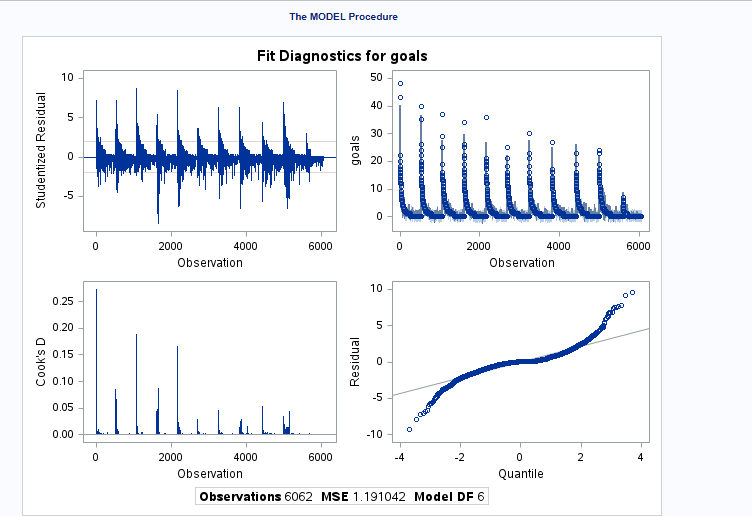 The MODEL Procedure
Fit Diagnostics for goals
Studentized Residual
10
5
0
-5
0 2000 4000 6000
Observation
goals
50
40
30
20
10
0
0 2000 4000 6000
Observation
Cook's D
0.25
0.20
0.15
0.10
0.05
0.00
0 2000 4000 6000
Observation
Residual
10
5
0
-5
-10
-4 -2 0 2 4
Quantile
Observations 6062 MSE 1.191042 Model DF 6